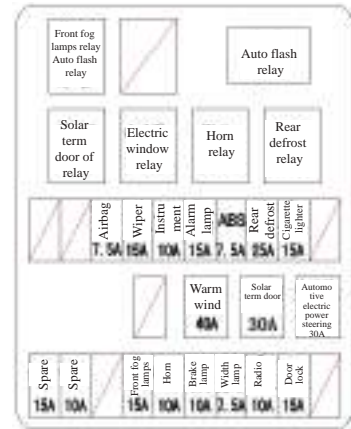 Front fog
lamps relay
Auto flash
relay
Auto flash
relay
Solar
term
door of
relay
Electric
window
relay
Horn
relay
Rear
defrost
relay
Airbag
7.5A
Wiper
15A
Instru
ment
10A
Alarm
lamp
15A
ABS
7.5A
Rear
defrost
25A
Cigarette
lighter
15A
Warm
wind
40A
Solar
term door
30A
Automo
tive
electric
power
steering
30A
Spare
15A
Spare
10A
Front fog
lamps
15A
Horn
10A
Brake
lamp
10A
Width
lamp
7.5A
Radio
10A
Door
lock
15A